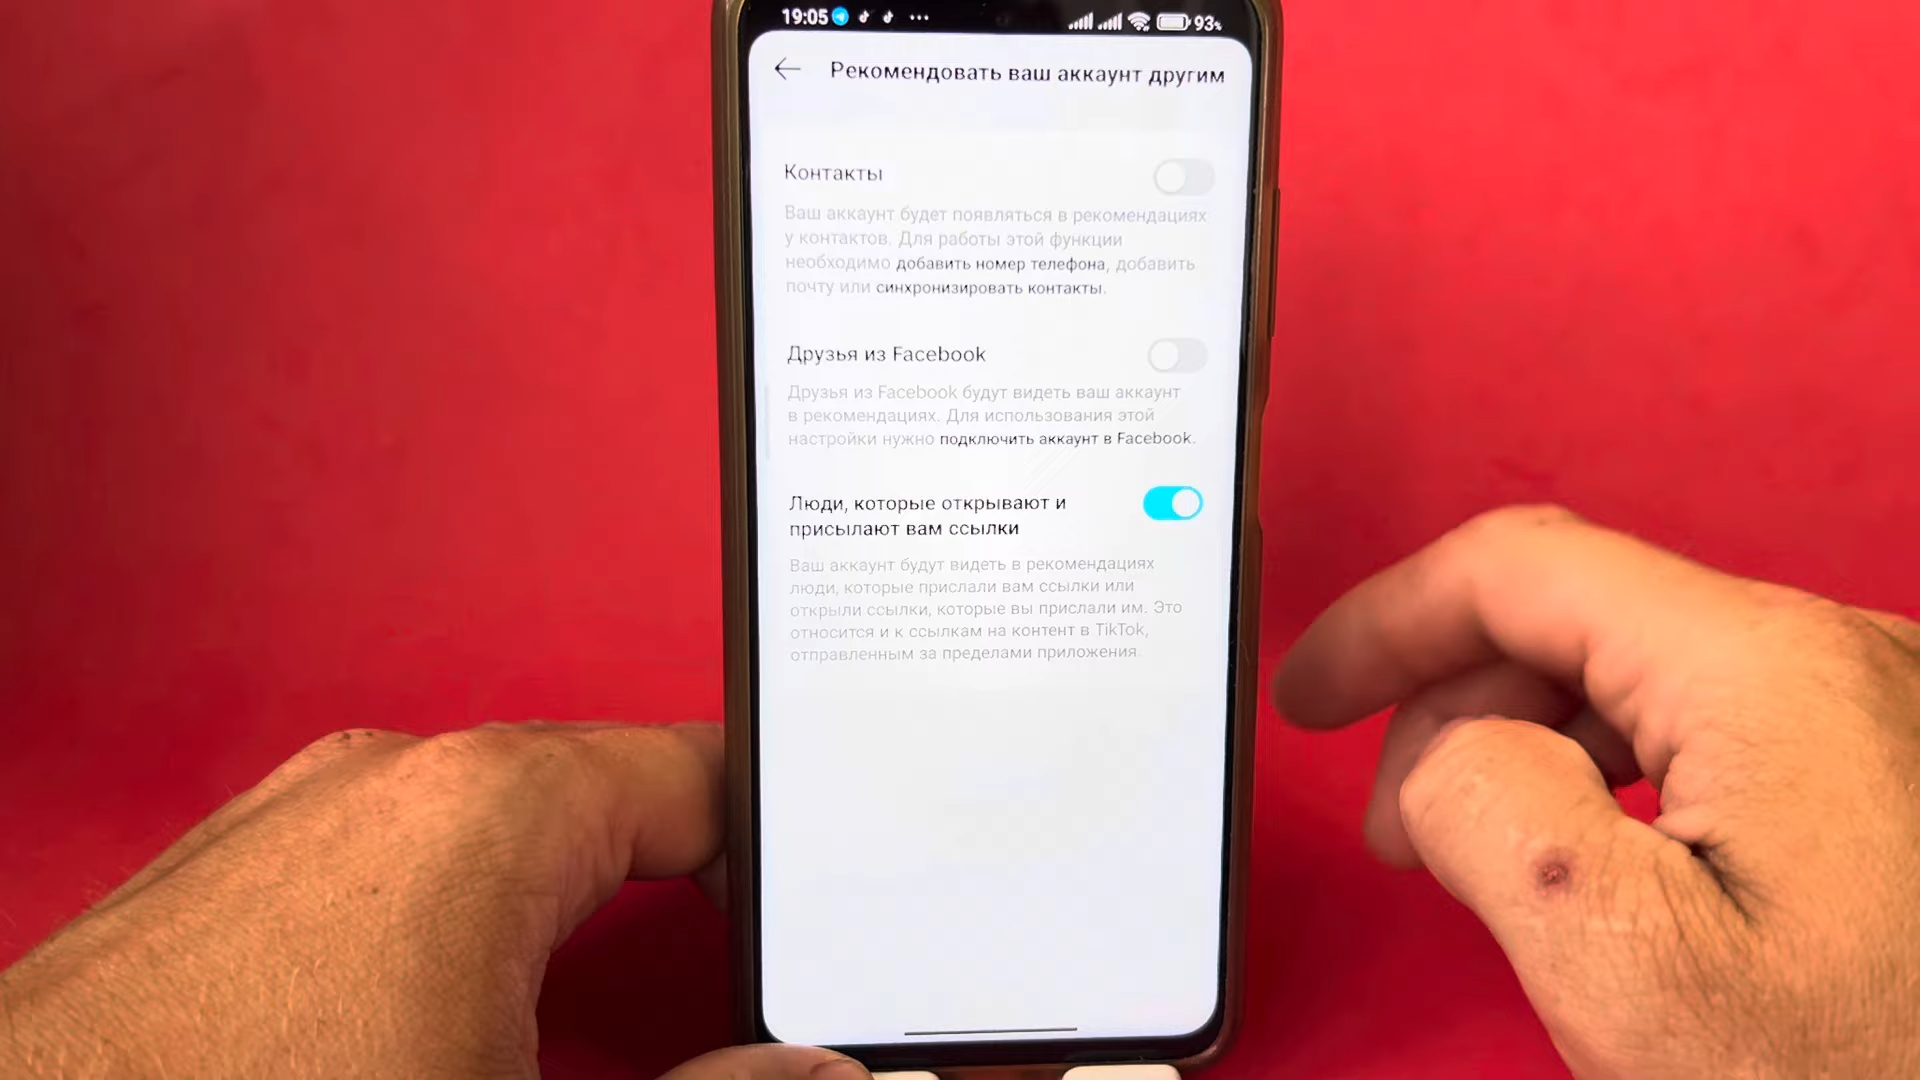 19:05 93%
Рекомендовать ваш аккаунт другим
Контакты
Ваш аккаунт будет появляться в рекомендациях
у контактов. Для работы этой функции
необходимо добавить номер телефона, добавить
почту или синхронизировать контакты.
Друзья из Facebook
Друзья из Facebook будут видеть ваш аккаунт
в рекомендациях. Для использования этой
настройки нужно подключить аккаунт в Facebook.
Люди, которые открывают и
присылают вам ссылки
Ваш аккаунт будут видеть в рекомендациях
люди, которые прислали вам ссылки или
открыли ссылки, которые вы прислали им. Это
относится и к ссылкам на контент в TikTok,
отправленным за пределами приложения.